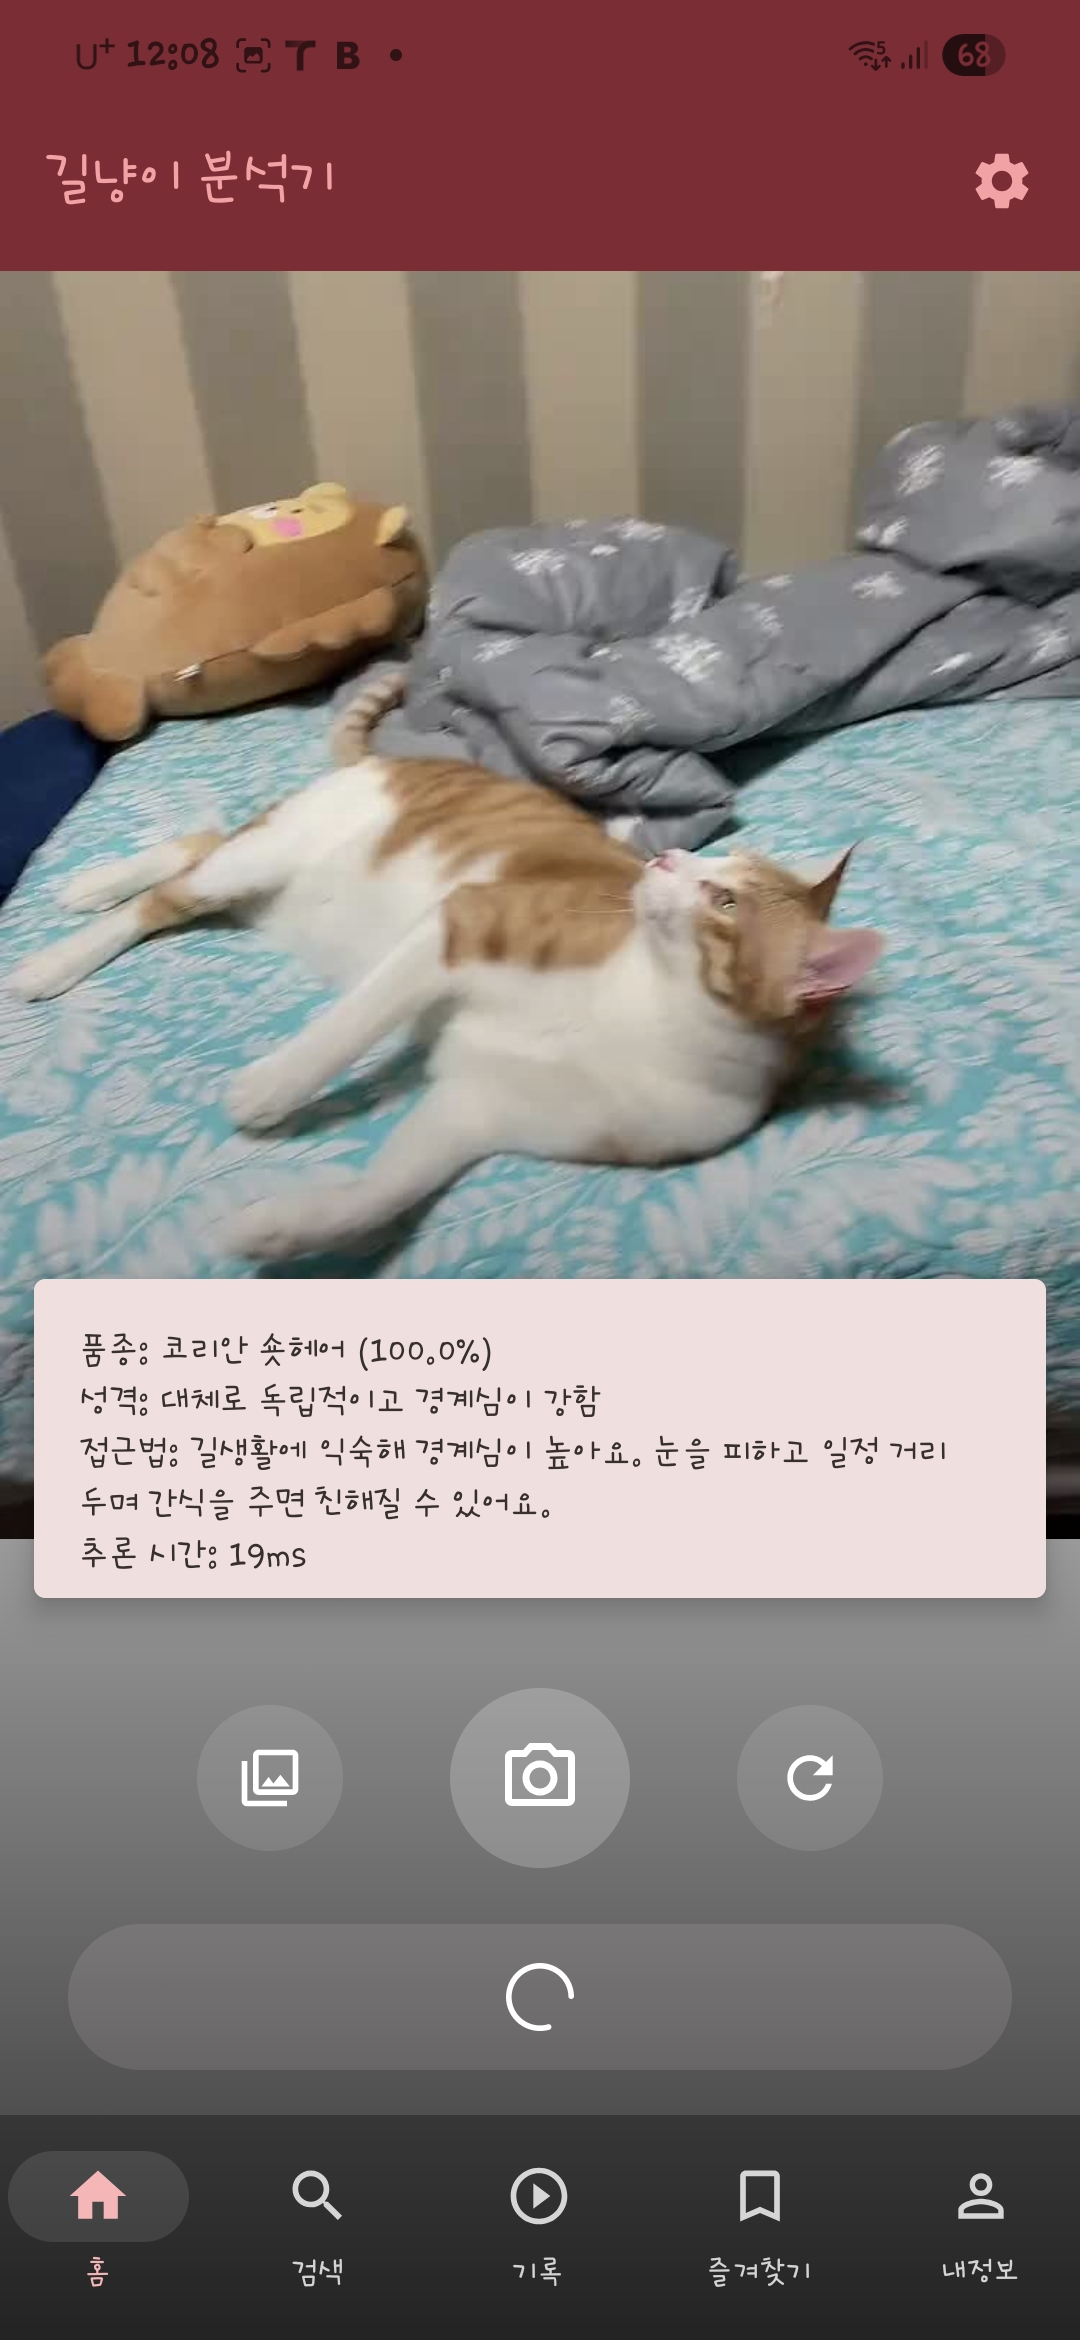 U+ 12:08 T B 5 68
길냥이 분석기
품종: 코리안 숏헤어 (100.0%)
성격: 대체로 독립적이고 경계심이 강함
접근법: 길생활에 익숙해 경계심이 높아요. 눈을 피하고 일정 거리
두며 간식을 주면 친해질 수 있어요.
추론 시간: 19ms
홈 검색 기록 즐겨찾기 내정보